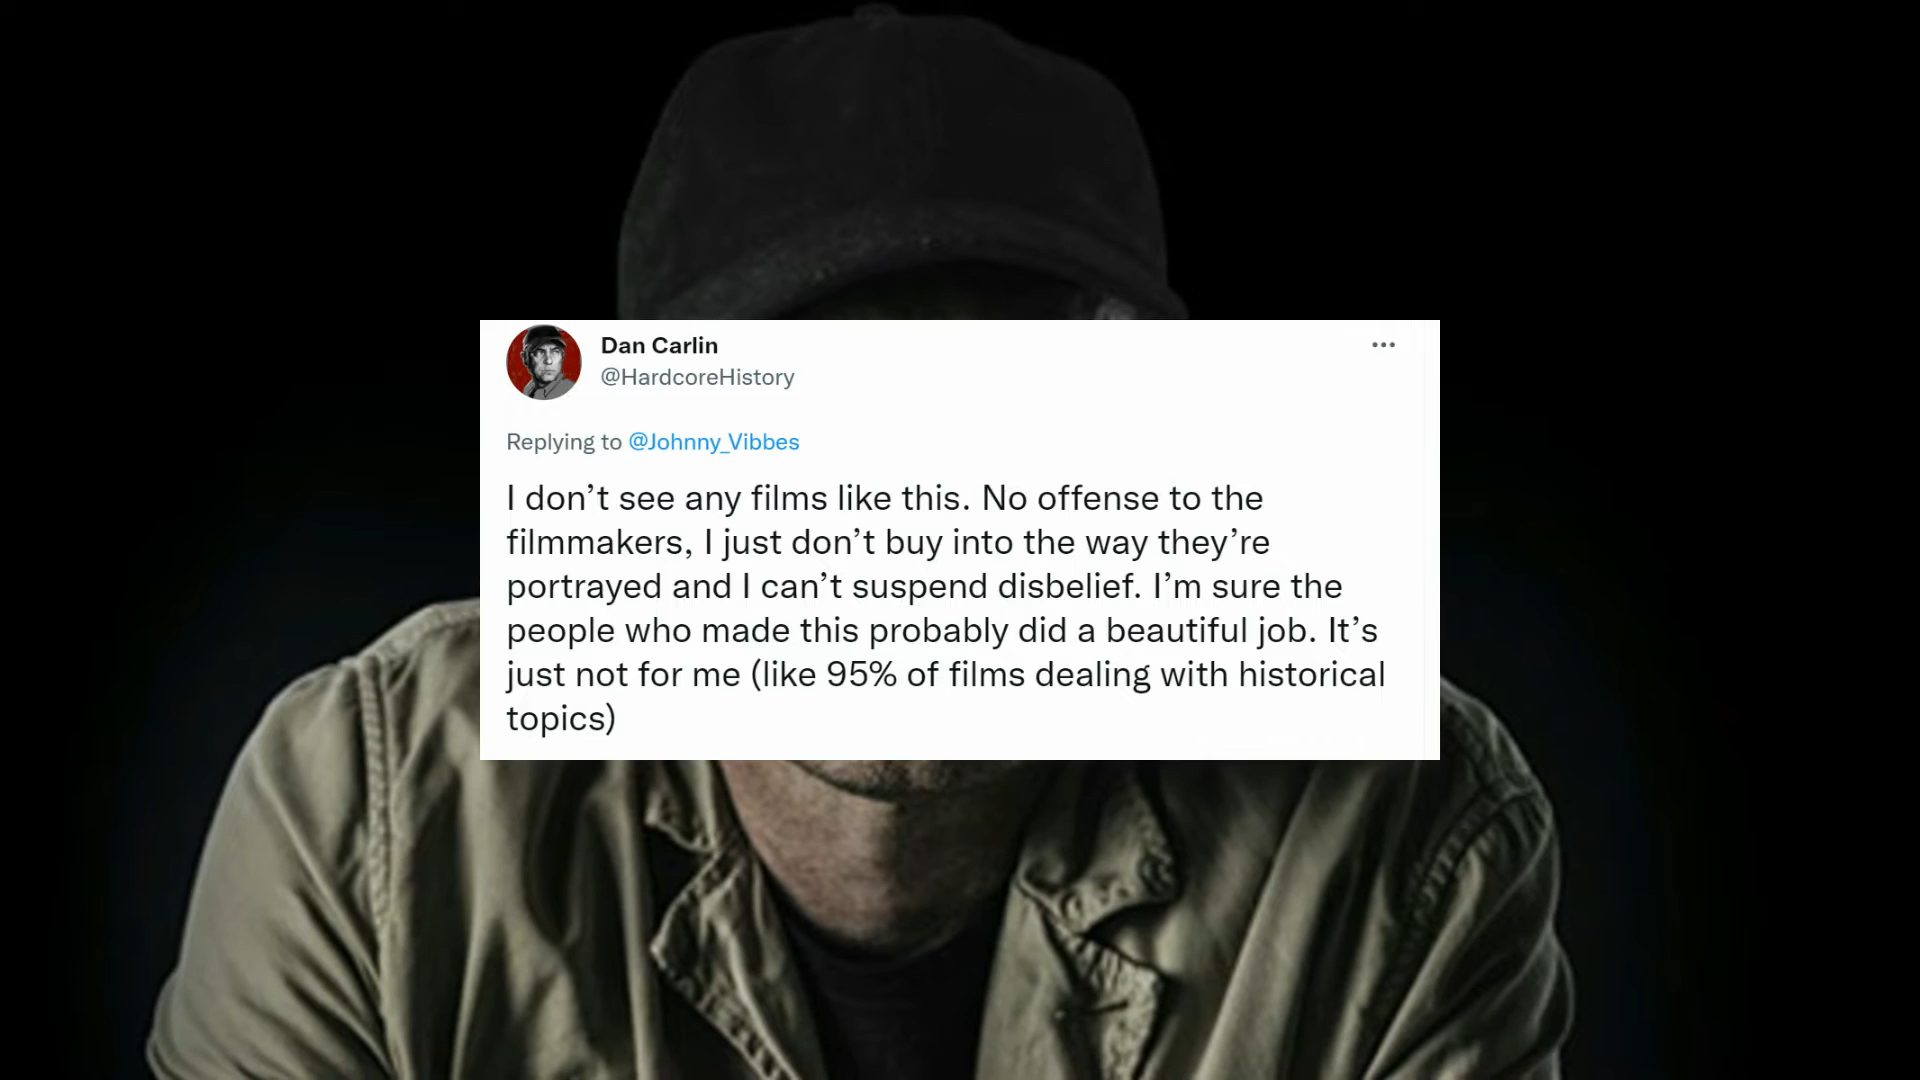 Dan Carlin
@HardcoreHistory
Replying to @Johnny_Vibbes
I don’t see any films like this. No offense to the
filmmakers, I just don’t buy into the way they’re
portrayed and I can’t suspend disbelief. I’m sure the
people who made this probably did a beautiful job. It’s
just not for me (like 95% of films dealing with historical
topics)